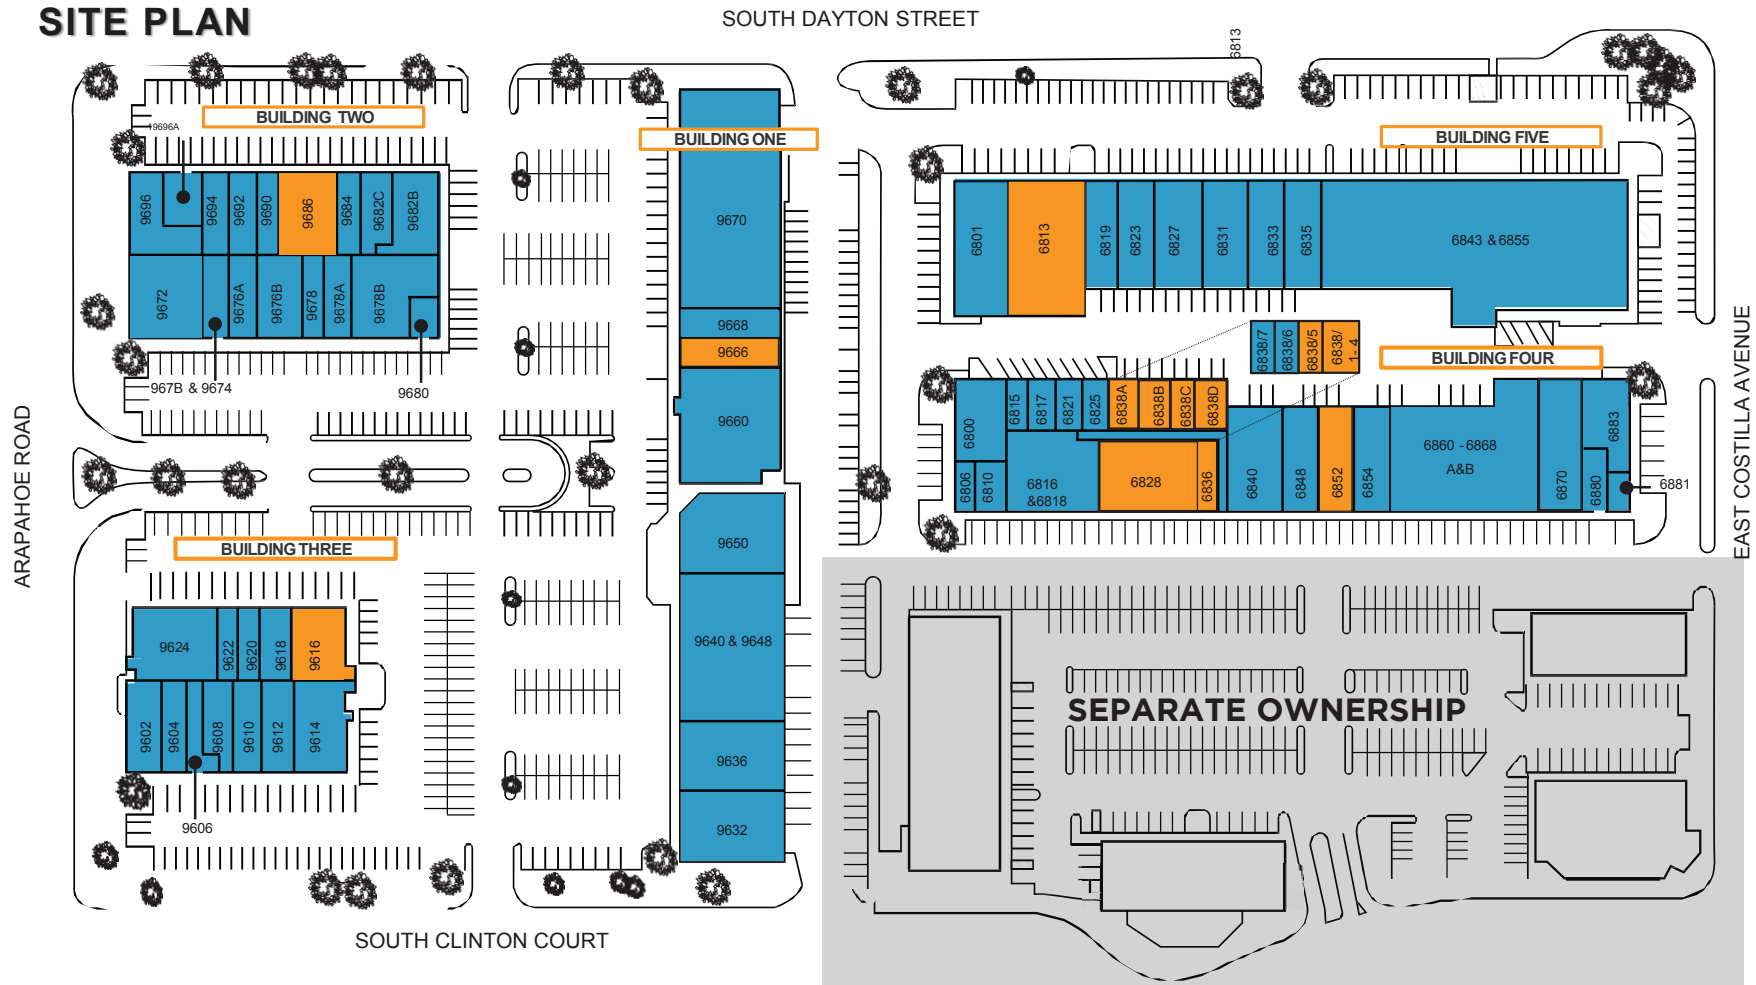 SITE PLAN
SOUTH DAYTON STREET
6813
BUILDING TWO
9696A
BUILDING ONE
BUILDING FIVE
9696
9694
9692
9690
9686
9684
9682C
9682B
9672
9676A
9676B
9678
9678A
9678B
967B & 9674
9680
9670
9668
9666
9660
9650
9640 & 9648
9636
9632
6801
6813
6819
6823
6827
6831
6833
6835
6843 & 6855
6838/7
6838/6
6838/5
6838/
1- 4
BUILDING FOUR
6800
6815
6817
6821
6825
6838A
6838B
6838C
6838D
6806
6810
6816
&6818
6828
6836
6840
6848
6852
6854
6860 - 6868
A&B
6870
6880
6883
6881
ARAPAHOE ROAD
EAST COSTILLA AVENUE
BUILDING THREE
9624
9622
9620
9618
9616
9602
9604
9608
9610
9612
9614
9606
SEPARATE OWNERSHIP
SOUTH CLINTON COURT